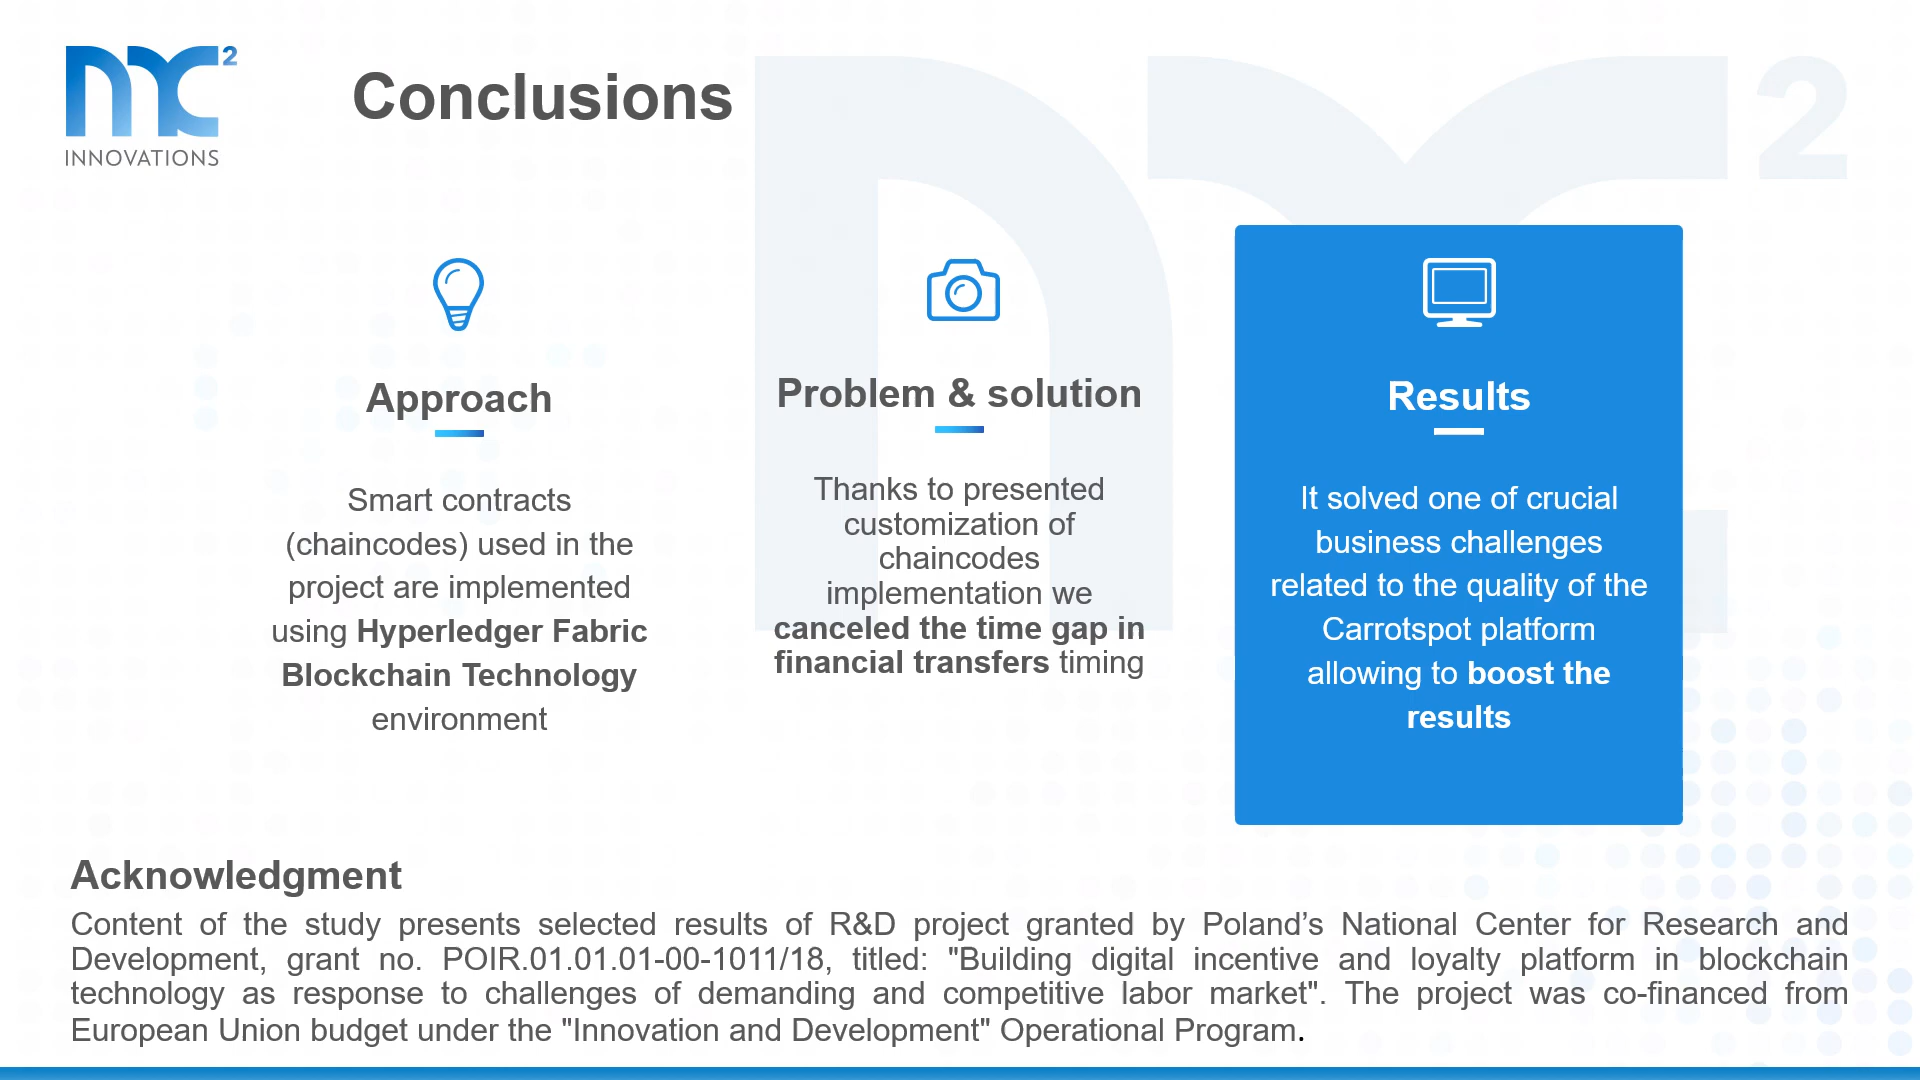 MC²
INNOVATIONS
Conclusions
Approach
Smart contracts
(chaincodes) used in the
project are implemented
using Hyperledger Fabric
Blockchain Technology
environment
Problem & solution
Thanks to presented
customization of
chaincodes
implementation we
canceled the time gap in
financial transfers timing
Results
It solved one of crucial
business challenges
related to the quality of the
Carrotspot platform
allowing to boost the
results
Acknowledgment
Content of the study presents selected results of R&D project granted by Poland’s National Center for Research and
Development, grant no. POIR.01.01.01-00-1011/18, titled: "Building digital incentive and loyalty platform in blockchain
technology as response to challenges of demanding and competitive labor market". The project was co-financed from
European Union budget under the "Innovation and Development" Operational Program.